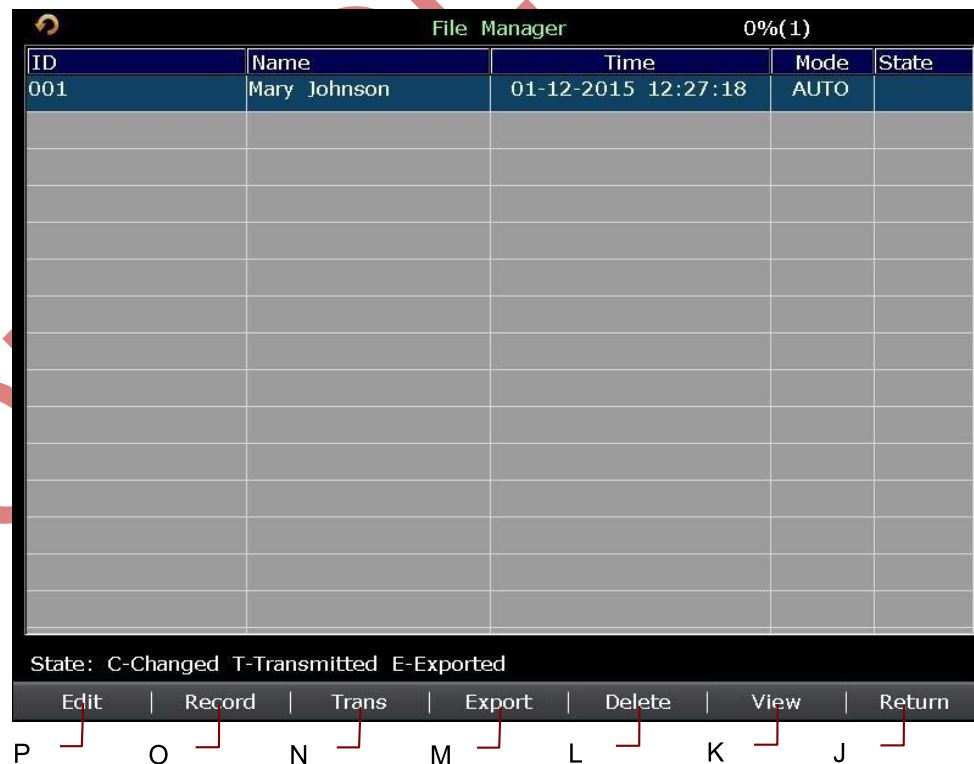 File Manager 0%(1)
ID Name Time Mode State
001 Mary Johnson 01-12-2015 12:27:18 AUTO
State: C-Changed T-Transmitted E-Exported
Edit | Record | Trans | Export | Delete | View | Return
P O N M L K J